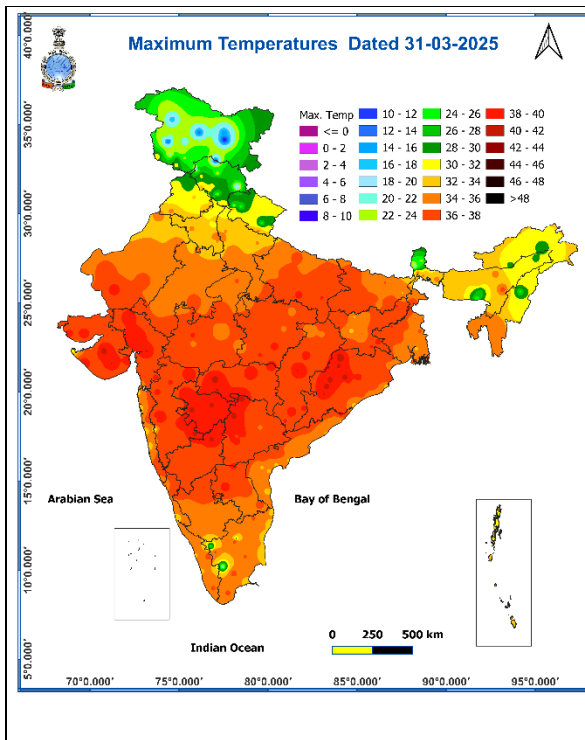 Maximum Temperatures Dated 31-03-2025
Max. Temp
<= 0
0 - 2
2 - 4
4 - 6
6 - 8
8 - 10
10 - 12
12 - 14
14 - 16
16 - 18
18 - 20
20 - 22
22 - 24
24 - 26
26 - 28
28 - 30
30 - 32
32 - 34
34 - 36
36 - 38
38 - 40
40 - 42
42 - 44
44 - 46
46 - 48
>48
40°0.000'
35°0.000'
30°0.000'
25°0.000'
20°0.000'
15°0.000'
10°0.000'
5°0.000'
Arabian Sea
Bay of Bengal
Indian Ocean
0 250 500 km
70°0.000' 75°0.000' 80°0.000' 85°0.000' 90°0.000' 95°0.000'